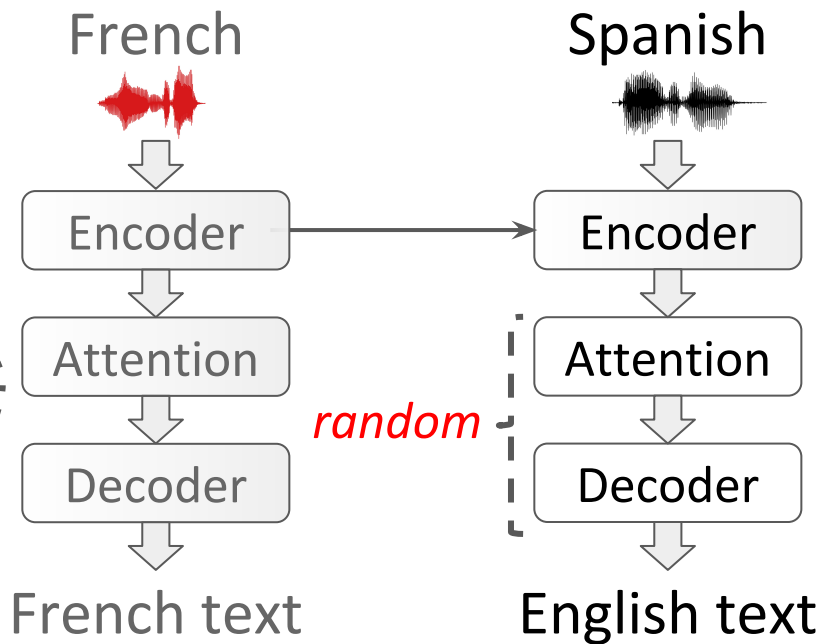 French
Encoder
Attention
Decoder
French text
random
Spanish
Encoder
Attention
Decoder
English text